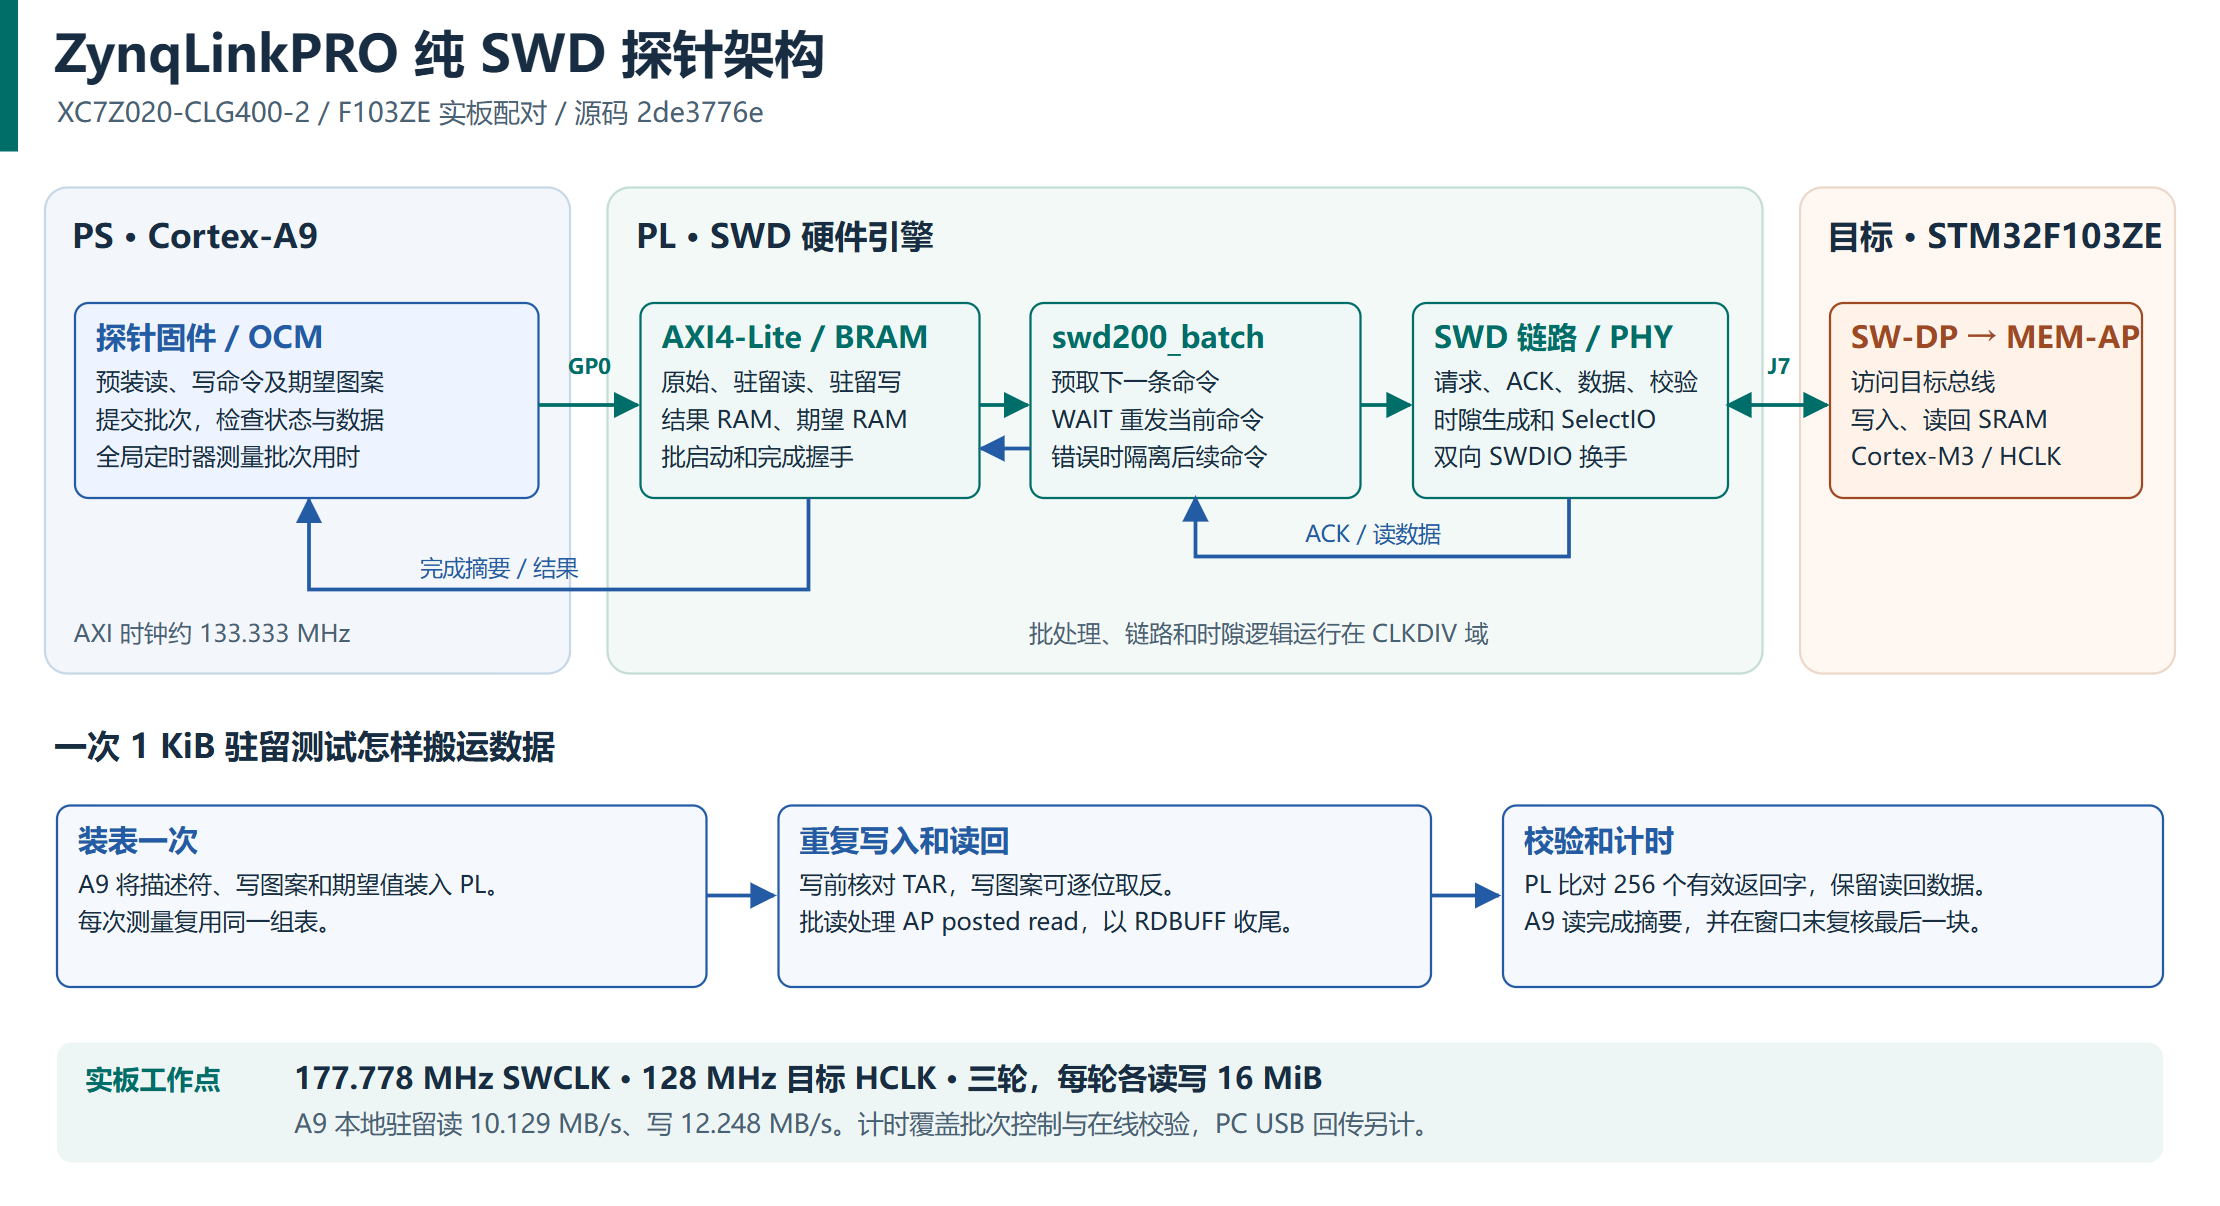 ZynqLinkPRO 纯 SWD 探针架构
XC7Z020-CLG400-2 / F103ZE 实板配对 / 源码 2de3776e
PS • Cortex-A9
探针固件 / OCM
预装读、写命令及期望图案
提交批次，检查状态与数据
全局定时器测量批次用时
GP0
完成摘要 / 结果
AXI 时钟约 133.333 MHz
PL • SWD 硬件引擎
AXI4-Lite / BRAM
原始、驻留读、驻留写
结果 RAM、期望 RAM
批启动和完成握手
swd200_batch
预取下一条命令
WAIT 重发当前命令
错误时隔离后续命令
SWD 链路 / PHY
请求、ACK、数据、校验
时隙生成和 SelectIO
双向 SWDIO 换手
ACK / 读数据
批处理、链路和时隙逻辑运行在 CLKDIV 域
J7
目标 • STM32F103ZE
SW-DP → MEM-AP
访问目标总线
写入、读回 SRAM
Cortex-M3 / HCLK
一次 1 KiB 驻留测试怎样搬运数据
装表一次
A9 将描述符、写图案和期望值装入 PL。
每次测量复用同一组表。
重复写入和读回
写前核对 TAR，写图案可逐位取反。
批读处理 AP posted read，以 RDBUFF 收尾。
校验和计时
PL 比对 256 个有效返回字，保留读回数据。
A9 读完成摘要，并在窗口末复核最后一块。
实板工作点
177.778 MHz SWCLK • 128 MHz 目标 HCLK • 三轮，每轮各读写 16 MiB
A9 本地驻留读 10.129 MB/s、写 12.248 MB/s。计时覆盖批次控制与在线校验，PC USB 回传另计。